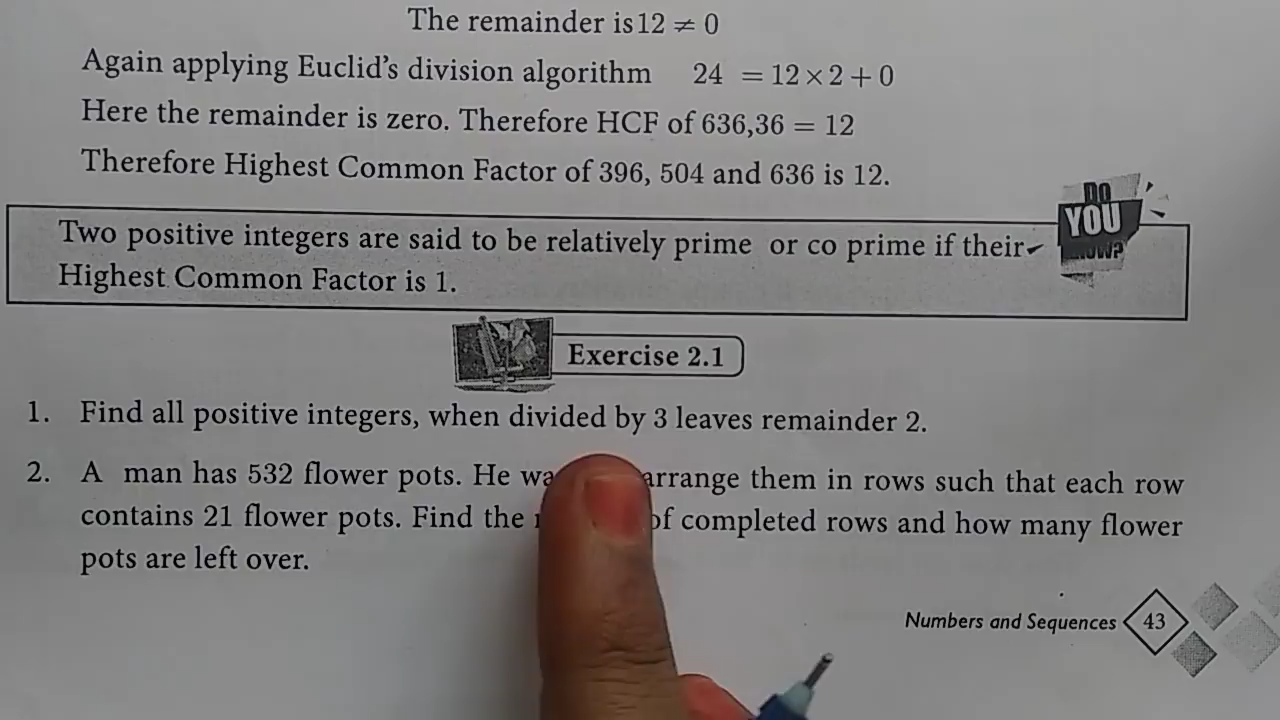 The remainder is 12 ≠ 0
Again applying Euclid's division algorithm 24 = 12 × 2 + 0
Here the remainder is zero. Therefore HCF of 636,36 = 12
Therefore Highest Common Factor of 396, 504 and 636 is 12.
DO
YOU
Two positive integers are said to be relatively prime or co prime if their
Highest Common Factor is 1.
Exercise 2.1
1. Find all positive integers, when divided by 3 leaves remainder 2.
2. A man has 532 flower pots. He arrange them in rows such that each row
contains 21 flower pots. Find the of completed rows and how many flower
pots are left over.
Numbers and Sequences 43